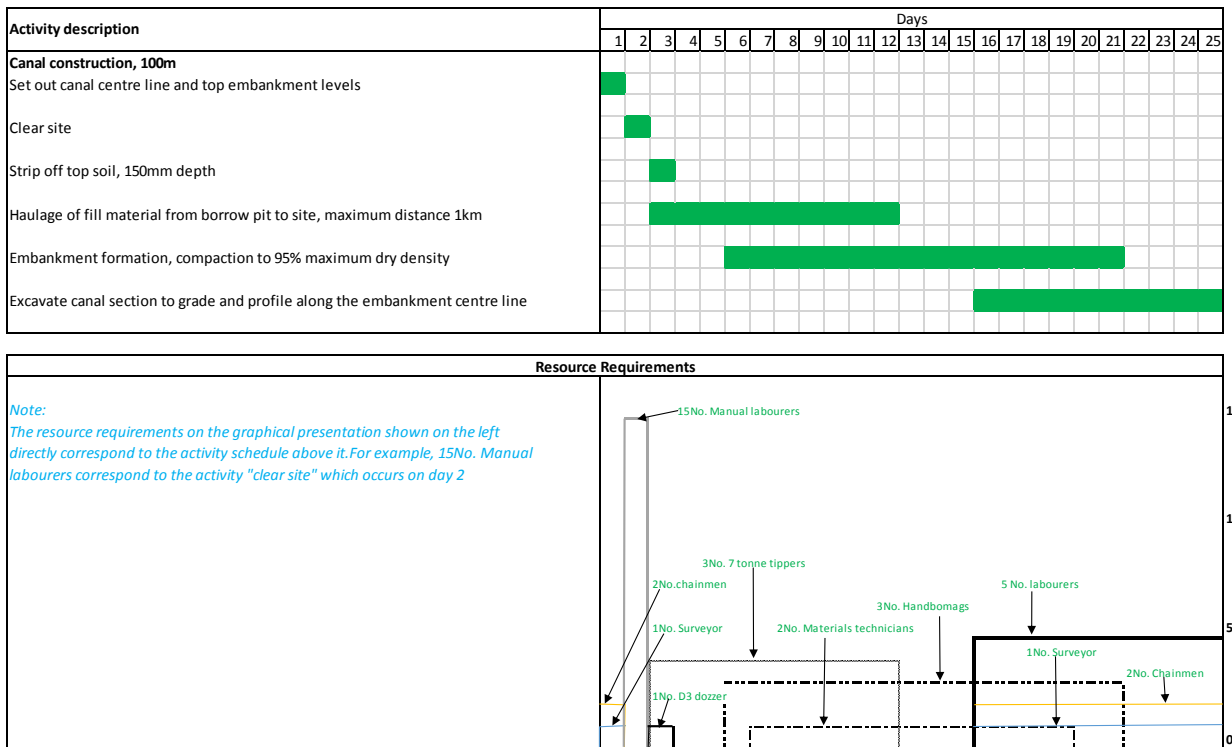 Activity description
Days
1 2 3 4 5 6 7 8 9 10 11 12 13 14 15 16 17 18 19 20 21 22 23 24 25
Canal construction, 100m
Set out canal centre line and top embankment levels
Clear site
Strip off top soil, 150mm depth
Haulage of fill material from borrow pit to site, maximum distance 1km
Embankment formation, compaction to 95% maximum dry density
Excavate canal section to grade and profile along the embankment centre line
Resource Requirements
Note:
The resource requirements on the graphical presentation shown on the left
directly correspond to the activity schedule above it.For example, 15No. Manual
labourers correspond to the activity "clear site" which occurs on day 2
15No. Manual labourers
1
1
3No. 7 tonne tippers
2No.chainmen
5 No. labourers
3No. Handbomags
1No. Surveyor
2No. Materials technicians
5
1No. Surveyor
2No. Chainmen
1No. D3 dozzer
0